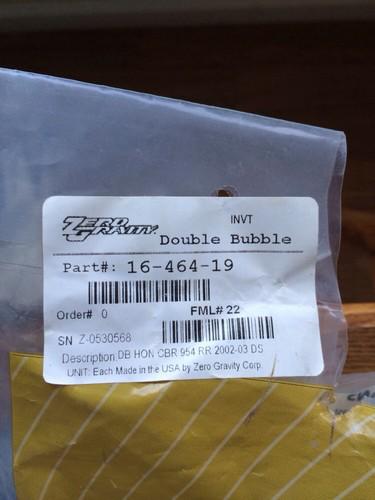 ZERO GRAVITY. INVT
Double Bubble
Part#: 16-464-19
Order# 0 FML# 22
SN Z-0530568
Description DB HON CBR 954 RR 2002-03 DS
UNIT: Each Made in the USA by Zero Gravity Corp.